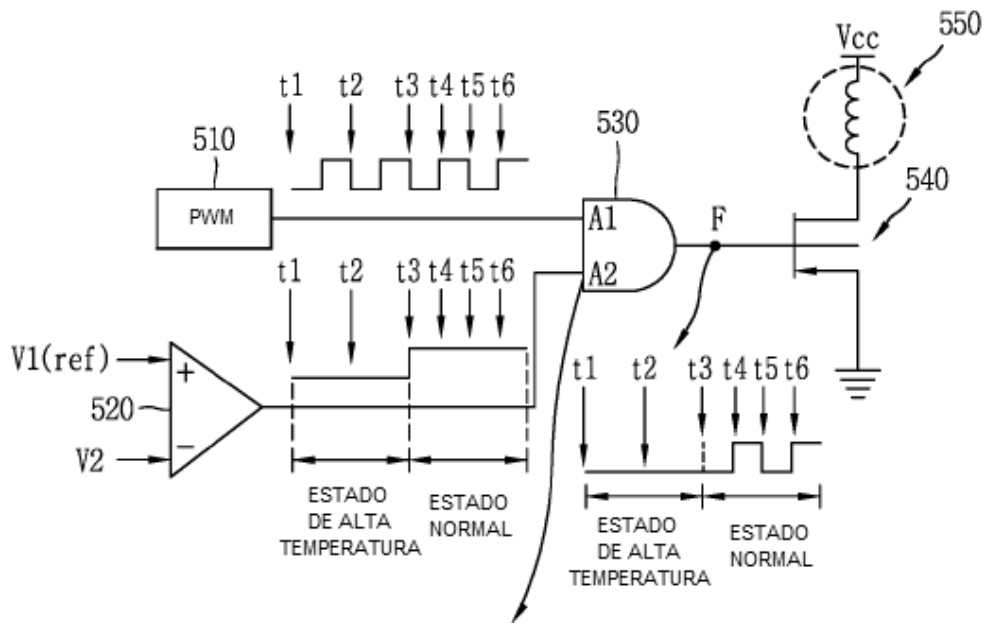 550
Vcc
t1 t2 t3 t4 t5 t6
510
530
540
PWM
A1
F
A2
t1 t2 t3 t4 t5 t6
V1(ref)
+
520
−
V2
t1 t2 t3 t4 t5 t6
ESTADO
DE ALTA
TEMPERATURA
ESTADO
NORMAL
ESTADO
DE ALTA
TEMPERATURA
ESTADO
NORMAL